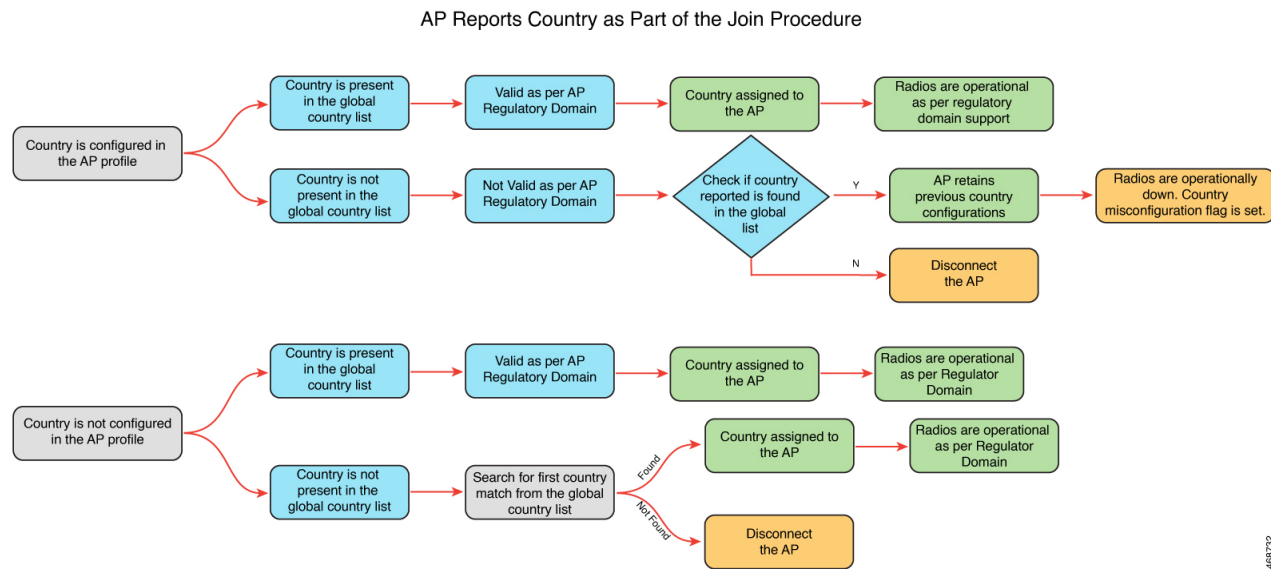 AP Reports Country as Part of the Join Procedure
Country is configured in
the AP profile
Country is present
in the global
country list
Valid as per AP
Regulatory Domain
Country assigned to
the AP
Radios are operational
as per regulatory
domain support
Country is not
present in the
global country list
Not Valid as per AP
Regulatory Domain
Check if country
reported is found
in the global
list
Y
AP retains
previous country
configurations
Radios are operationally
down. Country
misconfiguration flag is set.
N
Disconnect
the AP
Country is not configured
in the AP profile
Country is present
in the global
country list
Valid as per AP
Regulatory Domain
Country assigned to
the AP
Radios are operational
as per Regulator
Domain
Country is not
present in the
global country list
Search for first country
match from the global
country list
Found
Country assigned to
the AP
Radios are operational
as per Regulator
Domain
Not Found
Disconnect
the AP
468732